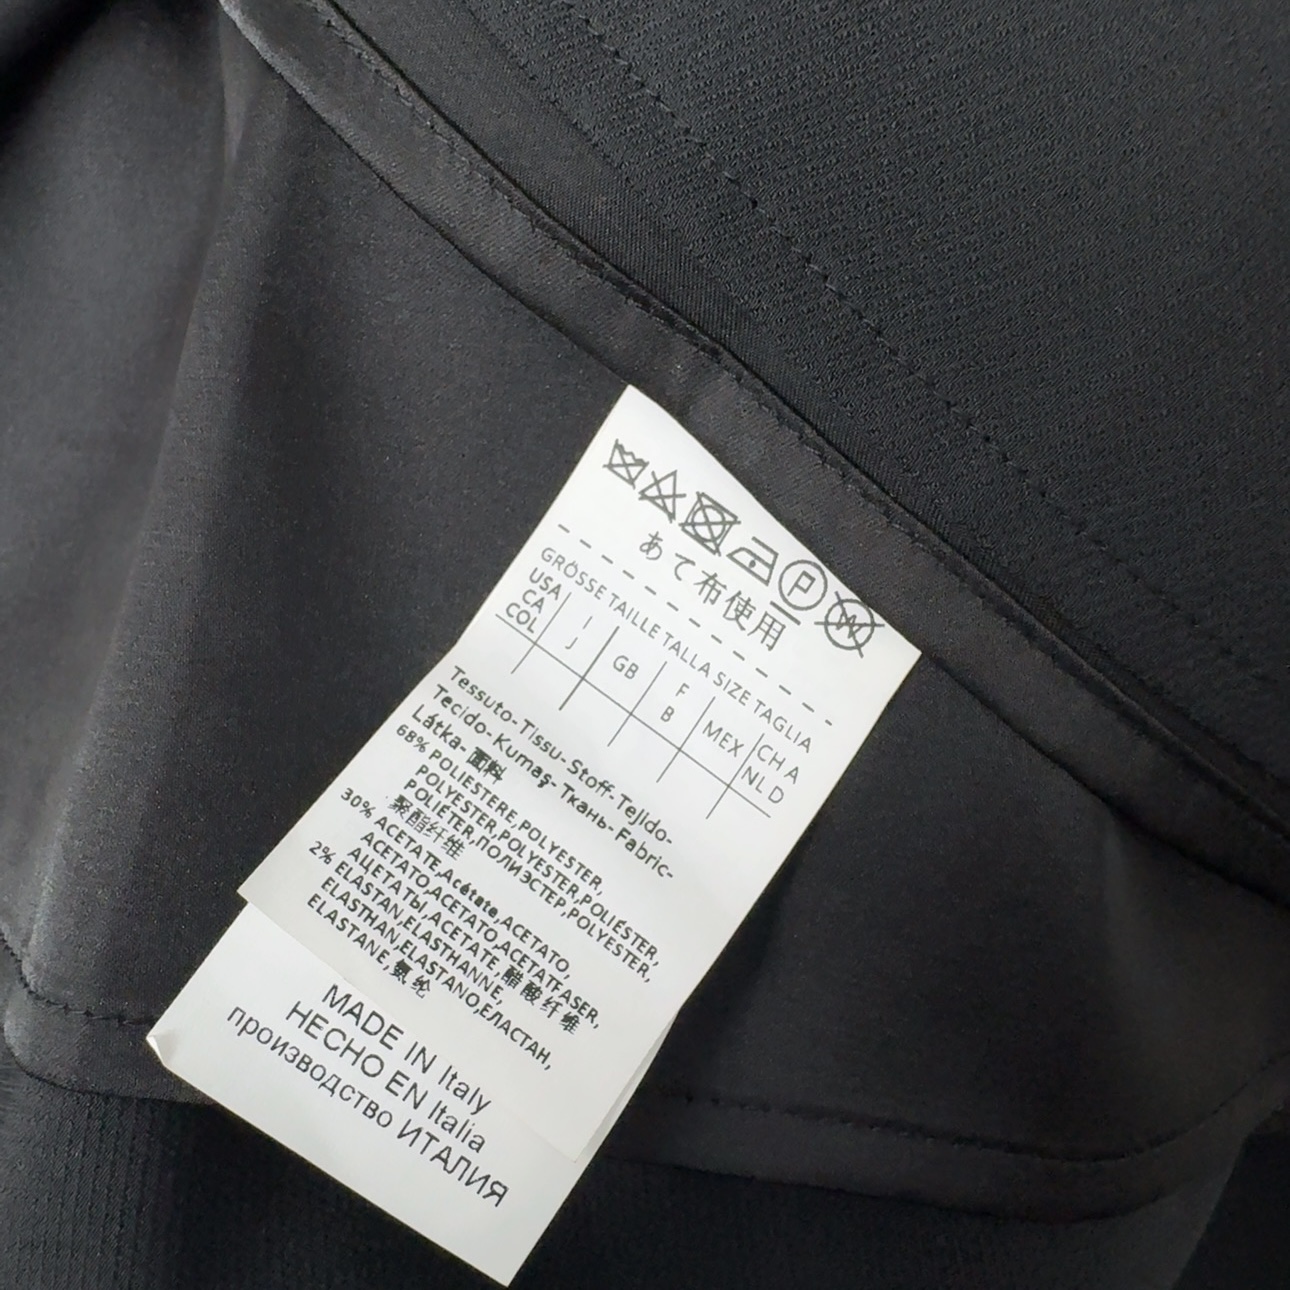 P W
あて布使用
GRÖSSE TAILLE TALLA SIZE TAGLIA
USA CA COL I J GB F B MEX CH A NL D
Tessuto-Tissu-Stoff-Tejido-
Tecido-Kumaş-Ткань-Fabric-
Látka-面料
68% POLIESTERE,POLYESTER,
POLYESTER,POLYESTER,POLIÉSTER,
POLIÉTER,ПОЛИЭСТЕР,POLYESTER,
聚酯纤维
30% ACETATE,Acétate,ACETATO,
ACETATO,ACETATO,ACETATO,
АЦЕТАТЫ,ACETATE,醋酸纤维
2% ELASTAN,ELASTHANNE,
ELASTHAN,ELASTANO,ЕЛАСТАН,
ELASTANE,氨纶
MADE IN Italy
HECHO EN Italia
производство ИТАЛИЯ